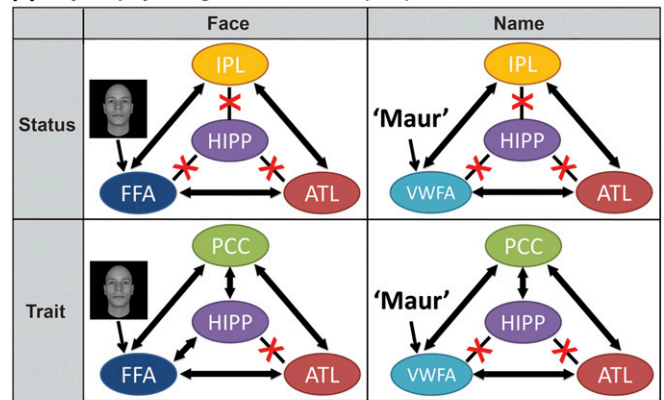 Face
Name
Status
IPL
HIPP
FFA
ATL
'Maur'
IPL
HIPP
VWFA
ATL
Trait
PCC
HIPP
FFA
ATL
'Maur'
PCC
HIPP
VWFA
ATL